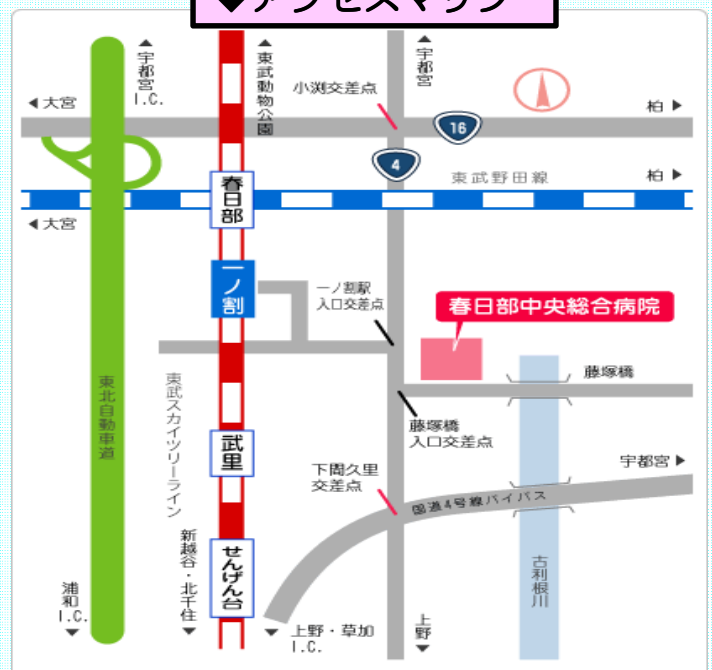 ◆アクセスマップ
▲
宇都宮
I.C.
▲
東武動物公園
▲
宇都宮
小渕交差点
◀大宮
柏▶
16
4
東武野田線
柏▶
春日部
◀大宮
一ノ割
一ノ割駅
入口交差点
春日部中央総合病院
藤塚橋
東北自動車道
東武スカイツリーライン
藤塚橋
入口交差点
武里
下間久里
交差点
宇都宮▶
国道4号線バイパス
新越谷・北千住
▼
せんげん台
古利根川
浦和
I.C.
▼
▼上野・草加
I.C.
上野
▼